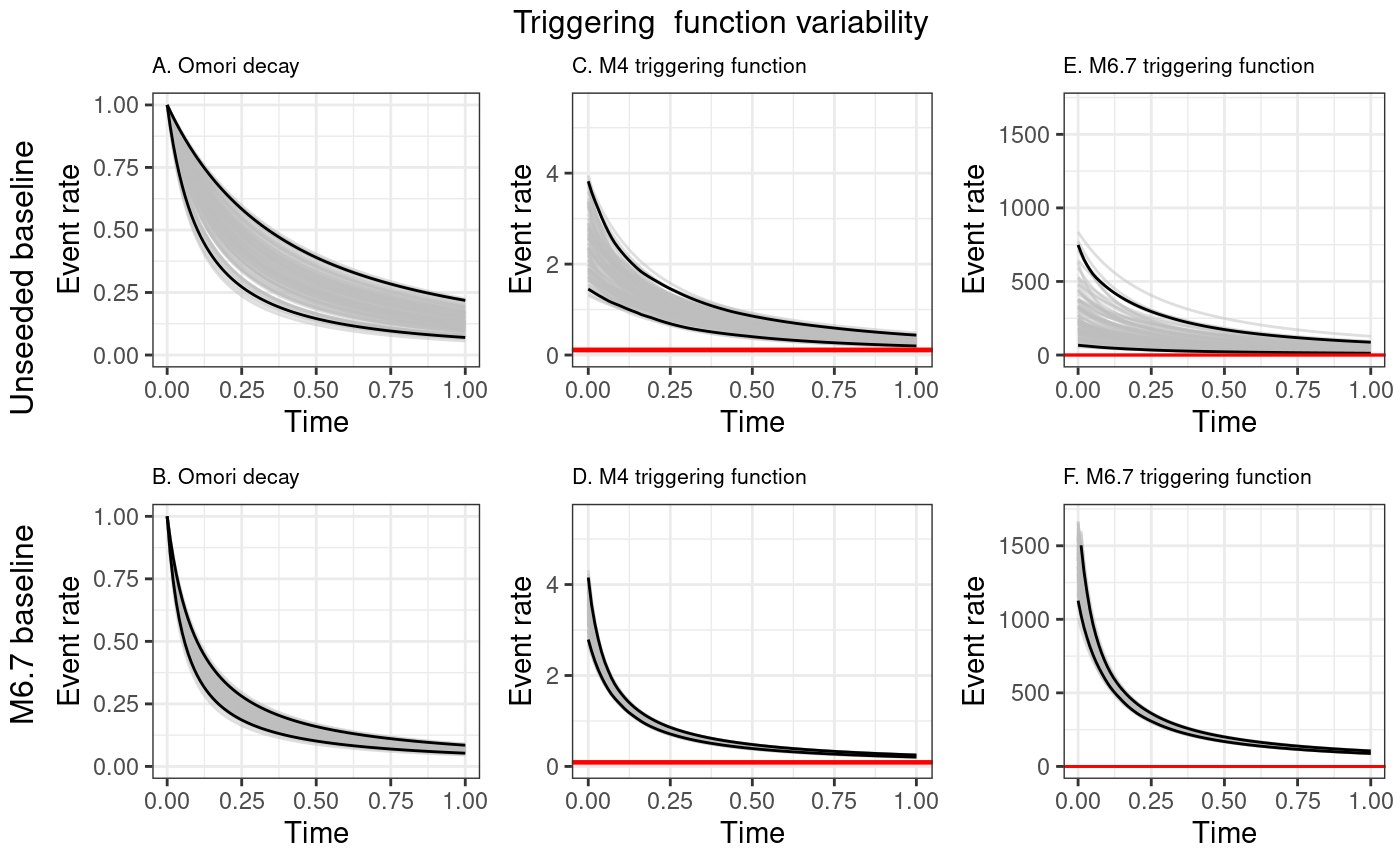 Triggering  function variability
Unseeded baseline
A. Omori decay
Event rate
1.00
0.75
0.50
0.25
0.00
0.00 0.25 0.50 0.75 1.00
Time
C. M4 triggering function
Event rate
4
2
0
0.00 0.25 0.50 0.75 1.00
Time
E. M6.7 triggering function
Event rate
1500
1000
500
0
0.00 0.25 0.50 0.75 1.00
Time
M6.7 baseline
B. Omori decay
Event rate
1.00
0.75
0.50
0.25
0.00
0.00 0.25 0.50 0.75 1.00
Time
D. M4 triggering function
Event rate
4
2
0
0.00 0.25 0.50 0.75 1.00
Time
F. M6.7 triggering function
Event rate
1500
1000
500
0
0.00 0.25 0.50 0.75 1.00
Time